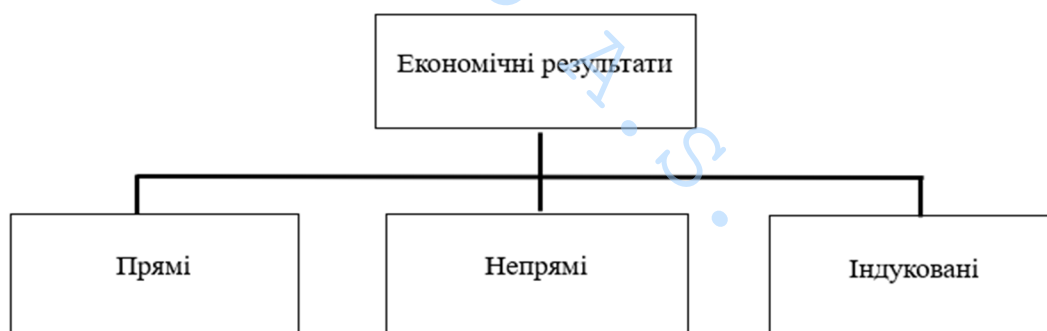 Економічні результати
Прямі
Непрямі
Індуковані
A.S.